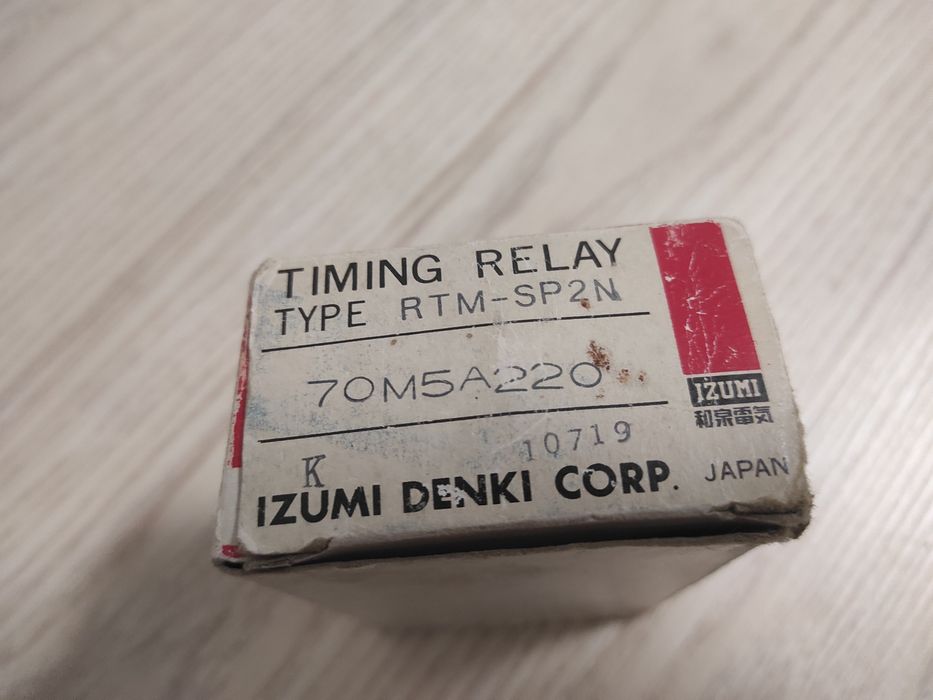 TIMING RELAY
TYPE RTM-SP2N
70M5A220
IZUMI
和泉電気
10719
K
IZUMI DENKI CORP. JAPAN